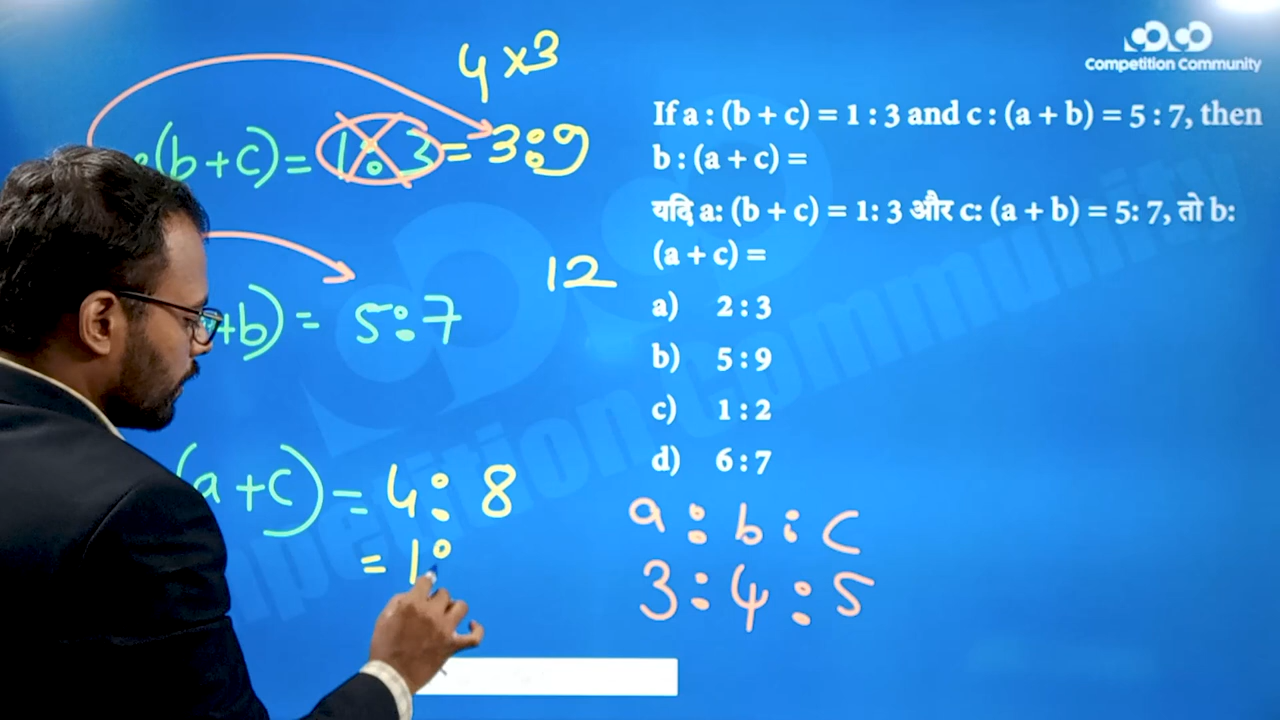 Competition Community
4 x 3
(b + c) = 1 : 3 = 3 : 9
12
+b) = 5 : 7
(a + c) = 4 : 8
= 1 :
If a : (b + c) = 1 : 3 and c : (a + b) = 5 : 7, then
b : (a + c) =
यदि a: (b + c) = 1: 3 और c: (a + b) = 5: 7, तो b:
(a + c) =
a) 2 : 3
b) 5 : 9
c) 1 : 2
d) 6 : 7
a : b : c
3 : 4 : 5